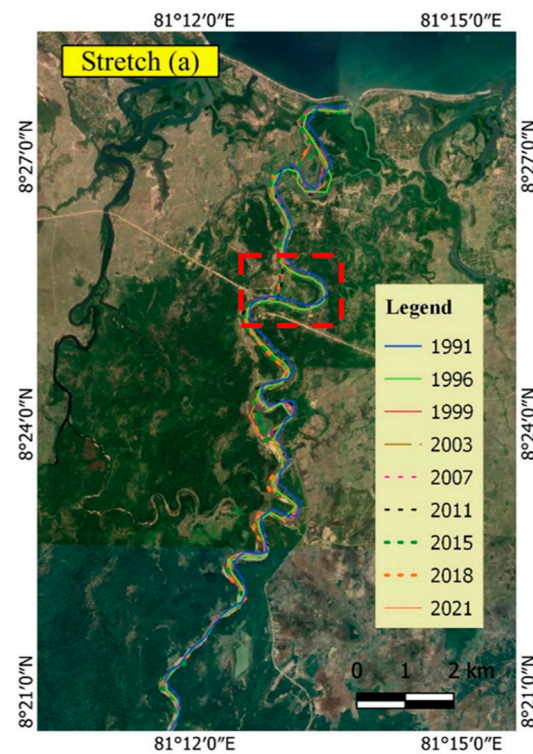 81°12′0″E 81°15′0″E
Stretch (a)
8°27′0″N 8°27′0″N
Legend
1991
1996
1999
2003
2007
2011
2015
2018
2021
8°24′0″N 8°24′0″N
0 1 2 km
8°21′0″N 8°21′0″N
81°12′0″E 81°15′0″E